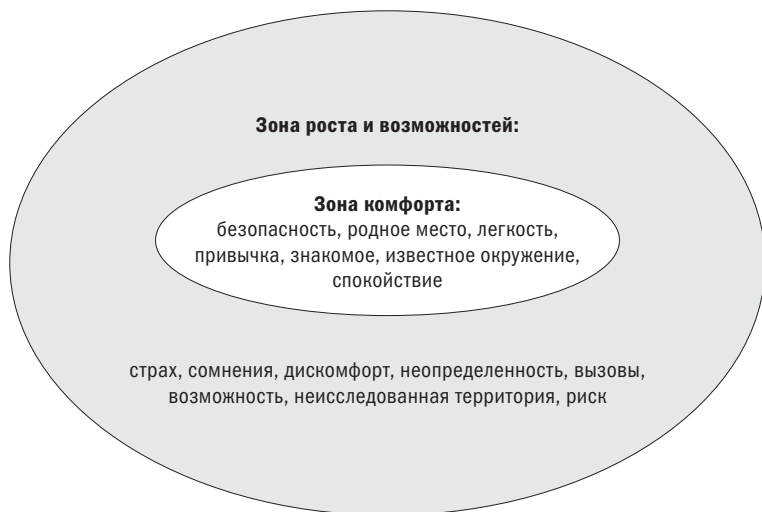 Зона роста и возможностей:
Зона комфорта:
безопасность, родное место, легкость,
привычка, знакомое, известное окружение,
спокойствие
страх, сомнения, дискомфорт, неопределенность, вызовы,
возможность, неисследованная территория, риск